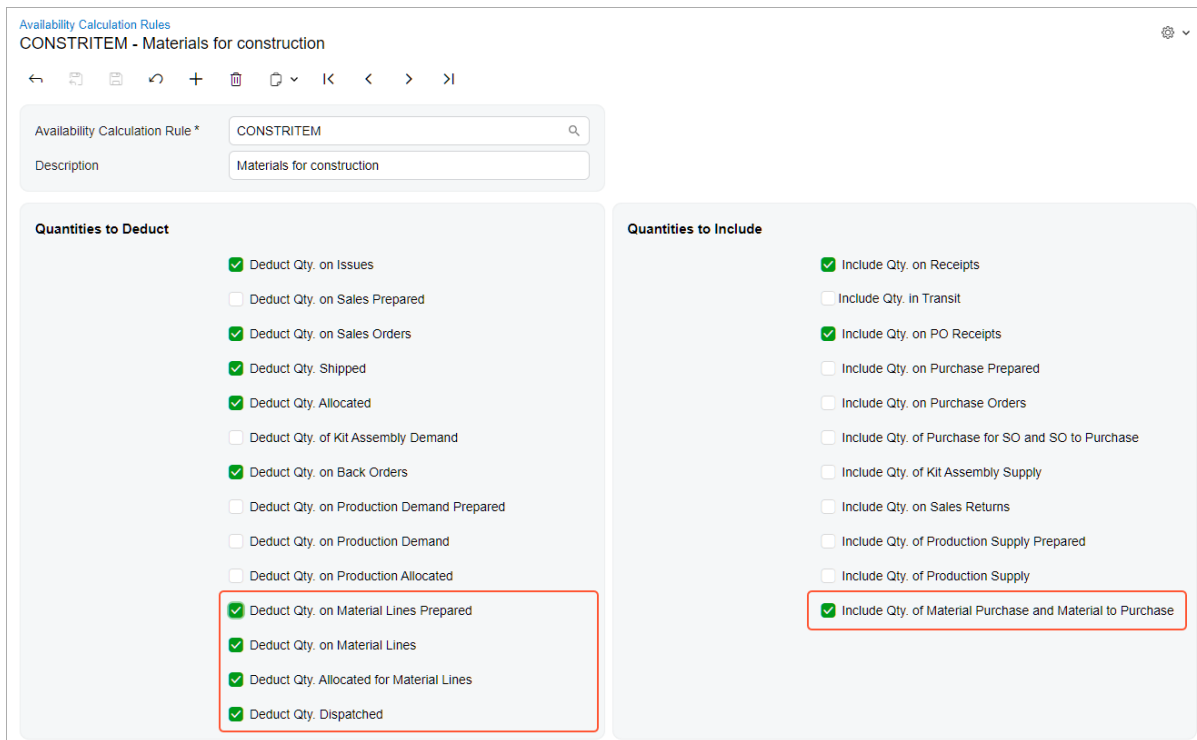 Availability Calculation Rules
CONSTRITEM - Materials for construction
Availability Calculation Rule *
CONSTRITEM
Description
Materials for construction
Quantities to Deduct
Deduct Qty. on Issues
Deduct Qty. on Sales Prepared
Deduct Qty. on Sales Orders
Deduct Qty. Shipped
Deduct Qty. Allocated
Deduct Qty. of Kit Assembly Demand
Deduct Qty. on Back Orders
Deduct Qty. on Production Demand Prepared
Deduct Qty. on Production Demand
Deduct Qty. on Production Allocated
Deduct Qty. on Material Lines Prepared
Deduct Qty. on Material Lines
Deduct Qty. Allocated for Material Lines
Deduct Qty. Dispatched
Quantities to Include
Include Qty. on Receipts
Include Qty. in Transit
Include Qty. on PO Receipts
Include Qty. on Purchase Prepared
Include Qty. on Purchase Orders
Include Qty. of Purchase for SO and SO to Purchase
Include Qty. of Kit Assembly Supply
Include Qty. on Sales Returns
Include Qty. of Production Supply Prepared
Include Qty. of Production Supply
Include Qty. of Material Purchase and Material to Purchase